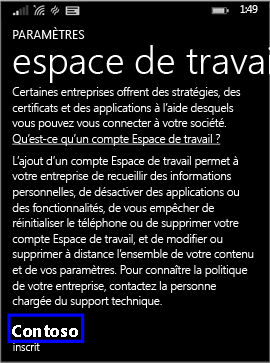 1:49
PARAMÈTRES
espace de travai
Certaines entreprises offrent des stratégies, des
certificats et des applications à l'aide desquels
vous pouvez vous connecter à votre société.
Qu'est-ce qu'un compte Espace de travail ?
L'ajout d'un compte Espace de travail permet à
votre entreprise de recueillir des informations
personnelles, de désactiver des applications ou
des fonctionnalités, de vous empêcher de
réinitialiser le téléphone ou de supprimer votre
compte Espace de travail, et de modifier ou
supprimer à distance l'ensemble de votre contenu
et de vos paramètres. Pour connaître la politique
de votre entreprise, contactez la personne
chargée du support technique.
Contoso
inscrit